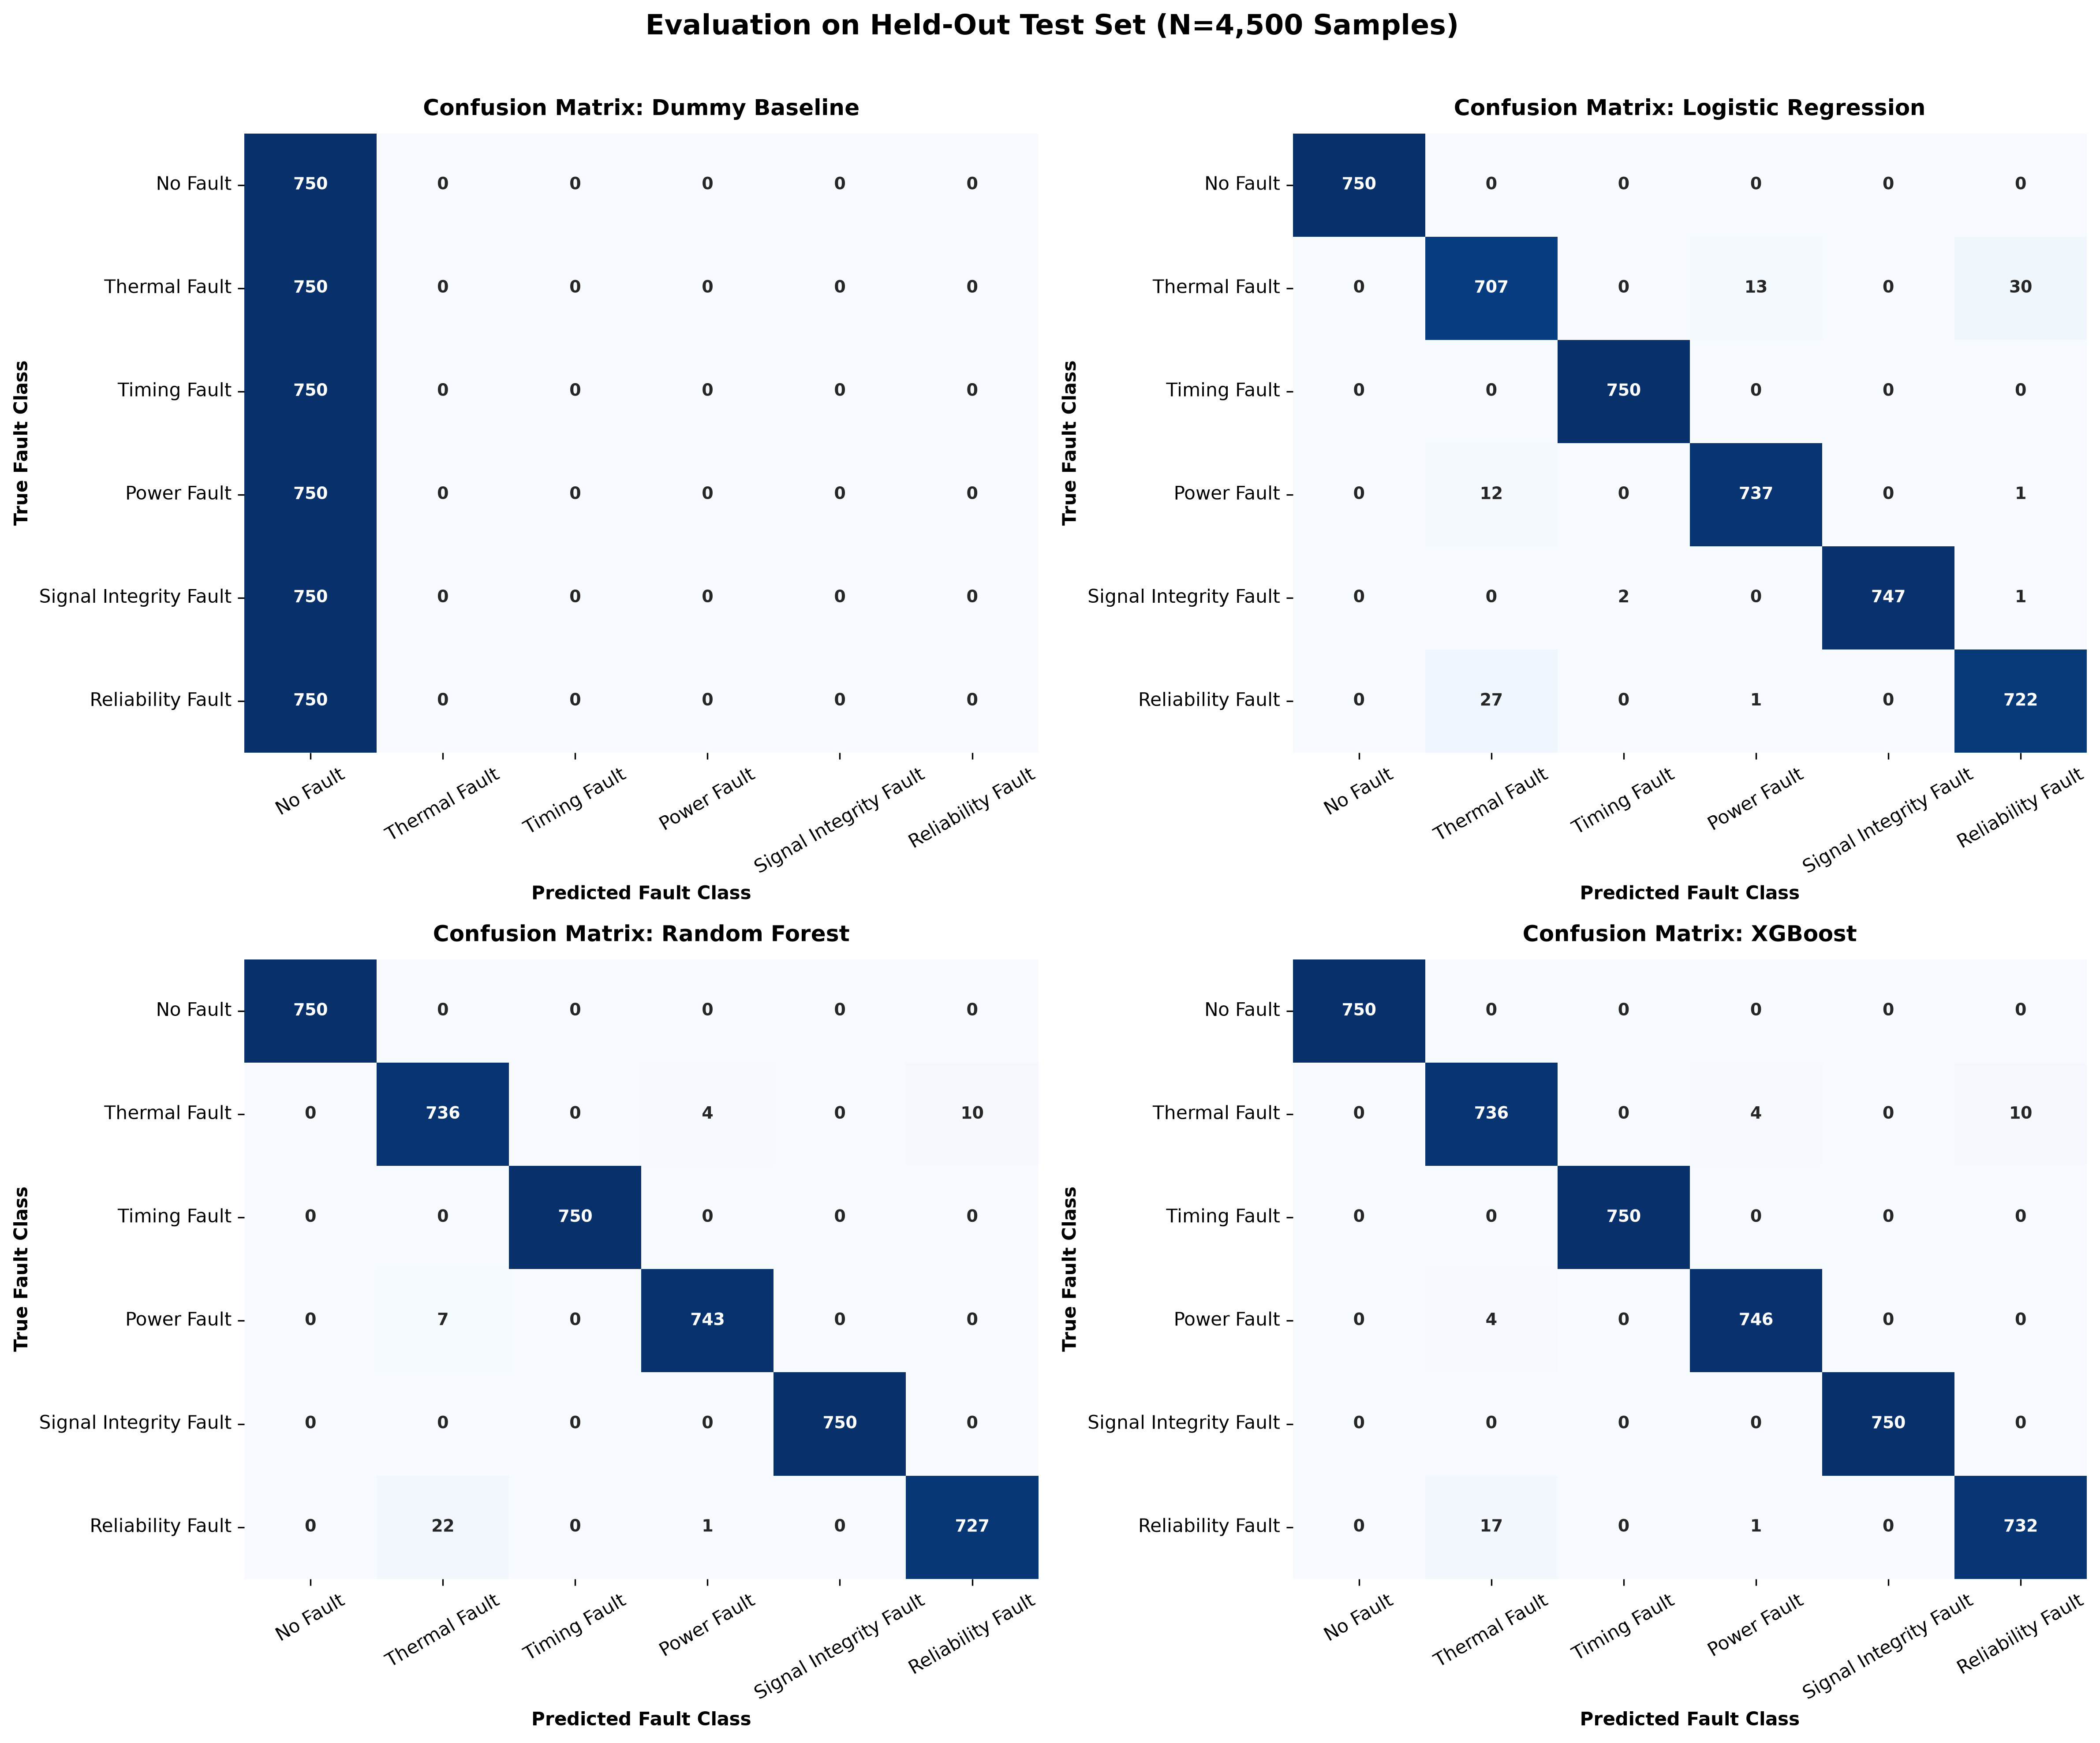 Evaluation on Held-Out Test Set (N=4,500 Samples)
Confusion Matrix: Dummy Baseline
True Fault Class
No Fault 750 0 0 0 0 0
Thermal Fault 750 0 0 0 0 0
Timing Fault 750 0 0 0 0 0
Power Fault 750 0 0 0 0 0
Signal Integrity Fault 750 0 0 0 0 0
Reliability Fault 750 0 0 0 0 0
No Fault Thermal Fault Timing Fault Power Fault Signal Integrity Fault Reliability Fault
Predicted Fault Class
Confusion Matrix: Logistic Regression
True Fault Class
No Fault 750 0 0 0 0 0
Thermal Fault 0 707 0 13 0 30
Timing Fault 0 0 750 0 0 0
Power Fault 0 12 0 737 0 1
Signal Integrity Fault 0 0 2 0 747 1
Reliability Fault 0 27 0 1 0 722
No Fault Thermal Fault Timing Fault Power Fault Signal Integrity Fault Reliability Fault
Predicted Fault Class
Confusion Matrix: Random Forest
True Fault Class
No Fault 750 0 0 0 0 0
Thermal Fault 0 736 0 4 0 10
Timing Fault 0 0 750 0 0 0
Power Fault 0 7 0 743 0 0
Signal Integrity Fault 0 0 0 0 750 0
Reliability Fault 0 22 0 1 0 727
No Fault Thermal Fault Timing Fault Power Fault Signal Integrity Fault Reliability Fault
Predicted Fault Class
Confusion Matrix: XGBoost
True Fault Class
No Fault 750 0 0 0 0 0
Thermal Fault 0 736 0 4 0 10
Timing Fault 0 0 750 0 0 0
Power Fault 0 4 0 746 0 0
Signal Integrity Fault 0 0 0 0 750 0
Reliability Fault 0 17 0 1 0 732
No Fault Thermal Fault Timing Fault Power Fault Signal Integrity Fault Reliability Fault
Predicted Fault Class